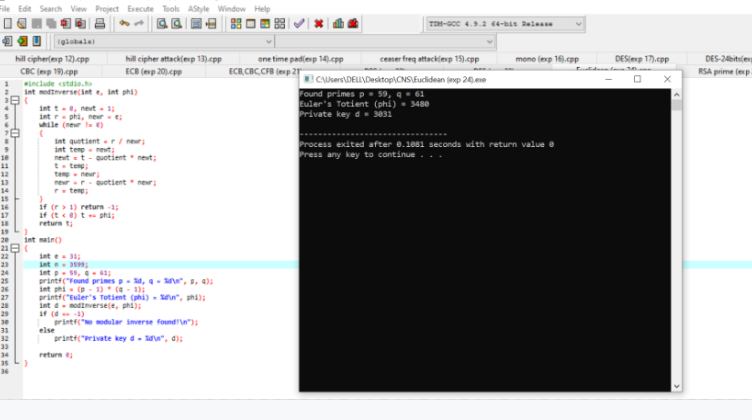 File Edit Search View Project Execute Tools AStyle Window Help
TDM-GCC 4.9.2 64-bit Release
(globals)
hill cipher(exp 12).cpp hill cipher attack(exp 13).cpp one time pad(exp 14).cpp ceaser freq attack(exp 15).cpp mono (exp 16).cpp DES(exp 17).cpp DES-24bits(ex
CBC (exp 19).cpp ECB (exp 20).cpp ECB,CBC,CFB (exp 21 RSA prime (exp
C:\Users\DELL\Desktop\CNS\Euclidean (exp 24).exe
Found primes p = 59, q = 61
Euler's Totient (phi) = 3480
Private key d = 3031
--------------------------------
Process exited after 0.1081 seconds with return value 0
Press any key to continue . . .
1 #include <stdio.h>
2 int modInverse(int e, int phi)
3 {
4 int t = 0, newt = 1;
5 int r = phi, newr = e;
6 while (newr != 0)
7 {
8 int quotient = r / newr;
9 int temp = newt;
10 newt = t - quotient * newt;
11 t = temp;
12 temp = newr;
13 newr = r - quotient * newr;
14 r = temp;
15 }
16 if (r > 1) return -1;
17 if (t < 0) t += phi;
18 return t;
19 }
20 int main()
21 {
22 int e = 31;
23 int n = 3599;
24 int p = 59, q = 61;
25 printf("Found primes p = %d, q = %d\n", p, q);
26 int phi = (p - 1) * (q - 1);
27 printf("Euler's Totient (phi) = %d\n", phi);
28 int d = modInverse(e, phi);
29 if (d == -1)
30 printf("No modular inverse found!\n");
31 else
32 printf("Private key d = %d\n", d);
33
34 return 0;
35 }
36